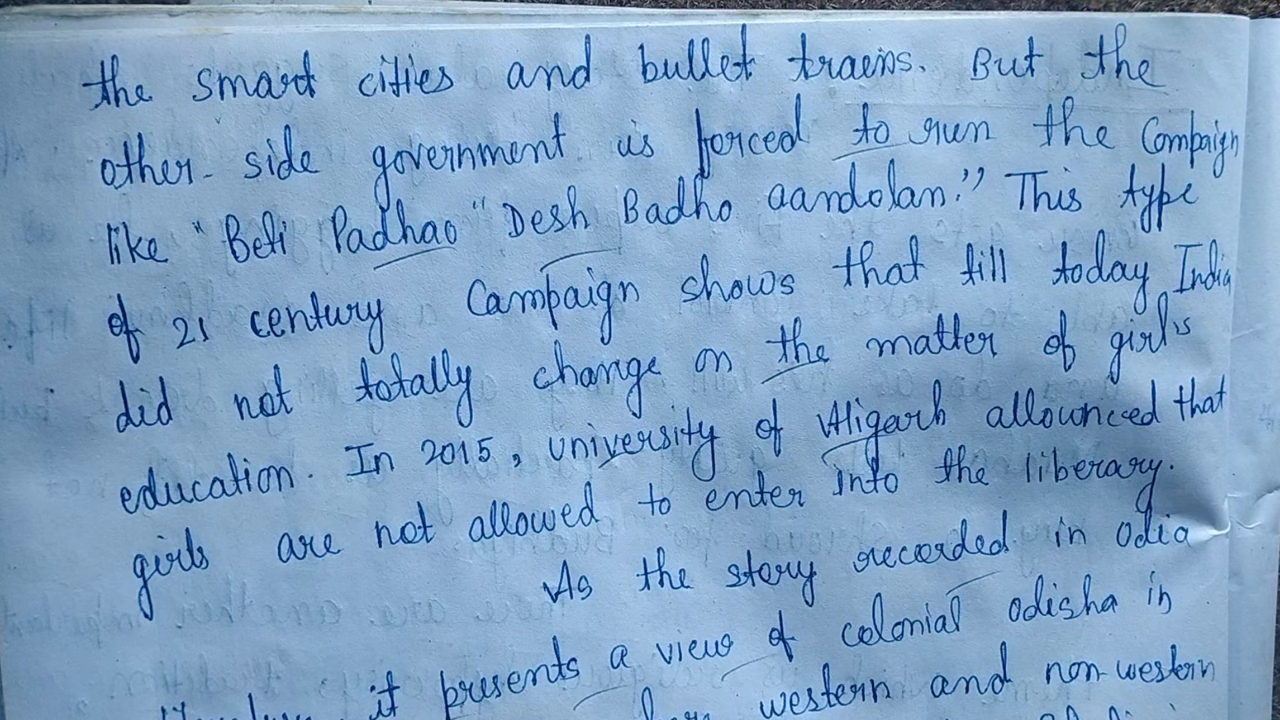 the smart cities and bullet trains. But the
other side government is forced to run the Compaign
like "Beti Padhao" Desh Badho aandolan." This type
of 21 century Campaign shows that till today India
did not totally change on the matter of girl's
education. In 2015, university of Aligarh allounced that
girls are not allowed to enter into the liberary.
As the story recorded in odia
it presents a view of colonial odisha in
western and non-western